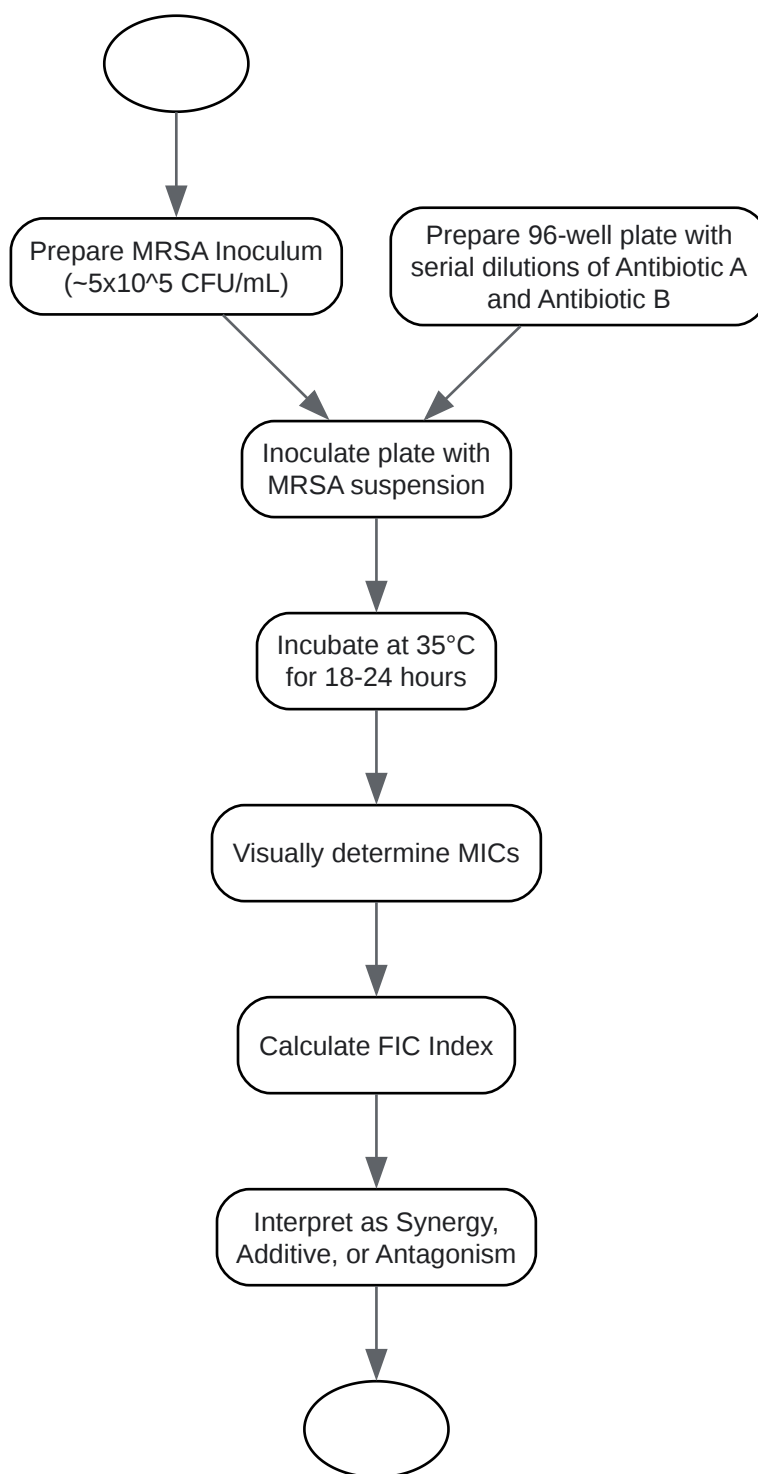 Prepare MRSA Inoculum
(~5x10^5 CFU/mL)
Prepare 96-well plate with
serial dilutions of Antibiotic A
and Antibiotic B
Inoculate plate with
MRSA suspension
Incubate at 35°C
for 18-24 hours
Visually determine MICs
Calculate FIC Index
Interpret as Synergy,
Additive, or Antagonism